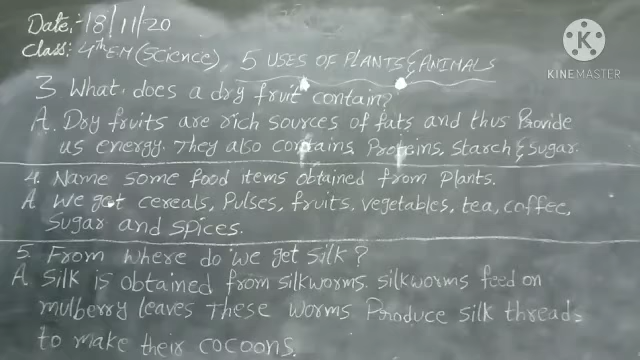 Date:-18/11/20
Class:- 4th EM (Science), 5 USES OF PLANTS & ANIMALS
KINEMASTER
3 What does a dry fruit contain?
A. Dry fruits are rich sources of fats and thus Provide
us energy. They also contains Proteins, starch & sugar.
4. Name some food items obtained from Plants.
A. We get cereals, Pulses, fruits, vegetables, tea, coffee,
Sugar and spices.
5. From where do we get silk?
A. Silk is obtained from silkworms. silkworms feed on
mulberry leaves These worms Produce silk thread
to make their cocoons.